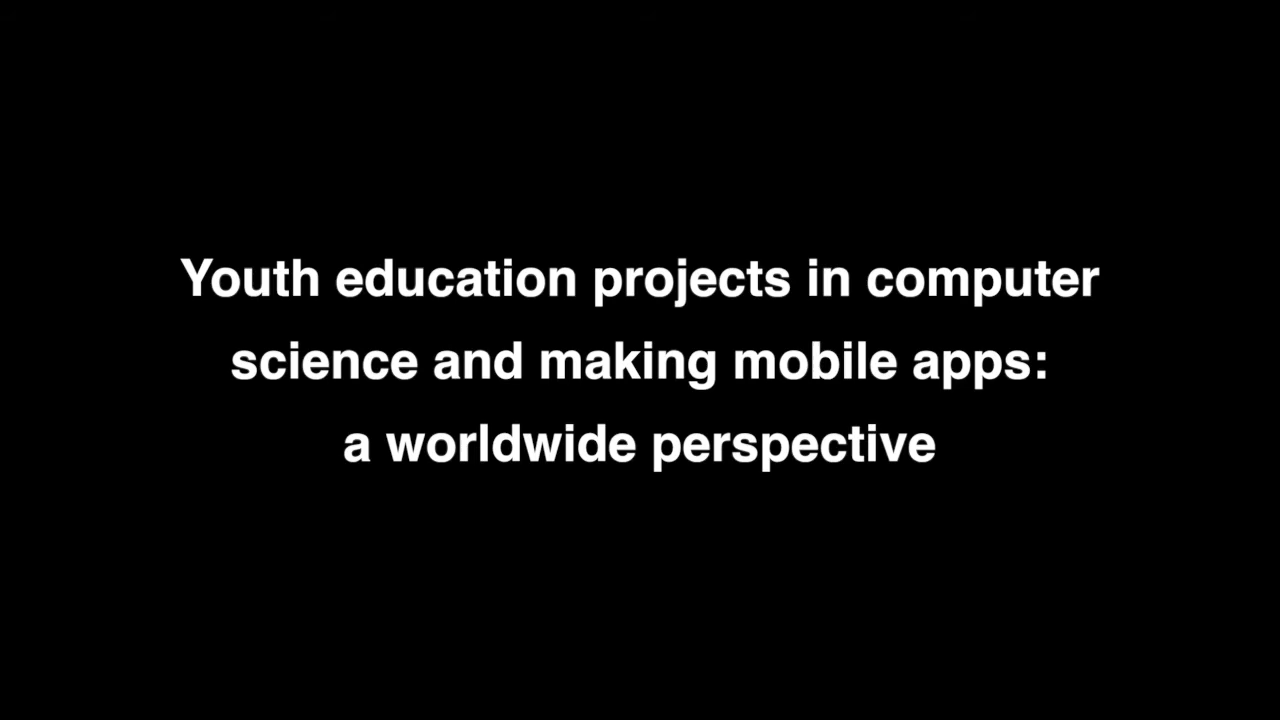 Youth education projects in computer
science and making mobile apps:
a worldwide perspective